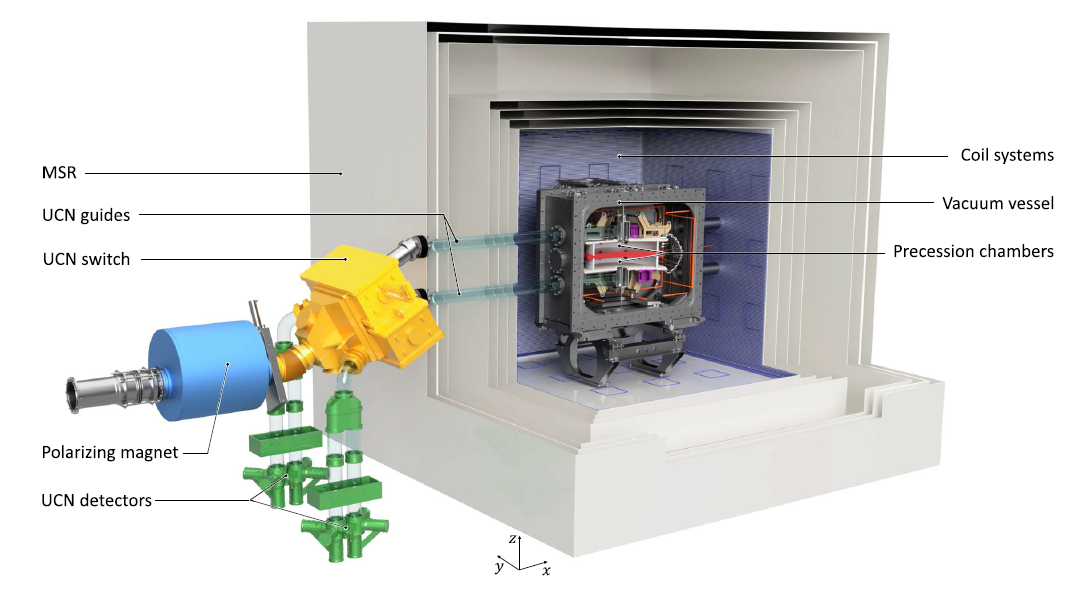 MSR
UCN guides
UCN switch
Polarizing magnet
UCN detectors
Coil systems
Vacuum vessel
Precession chambers
z
y
x